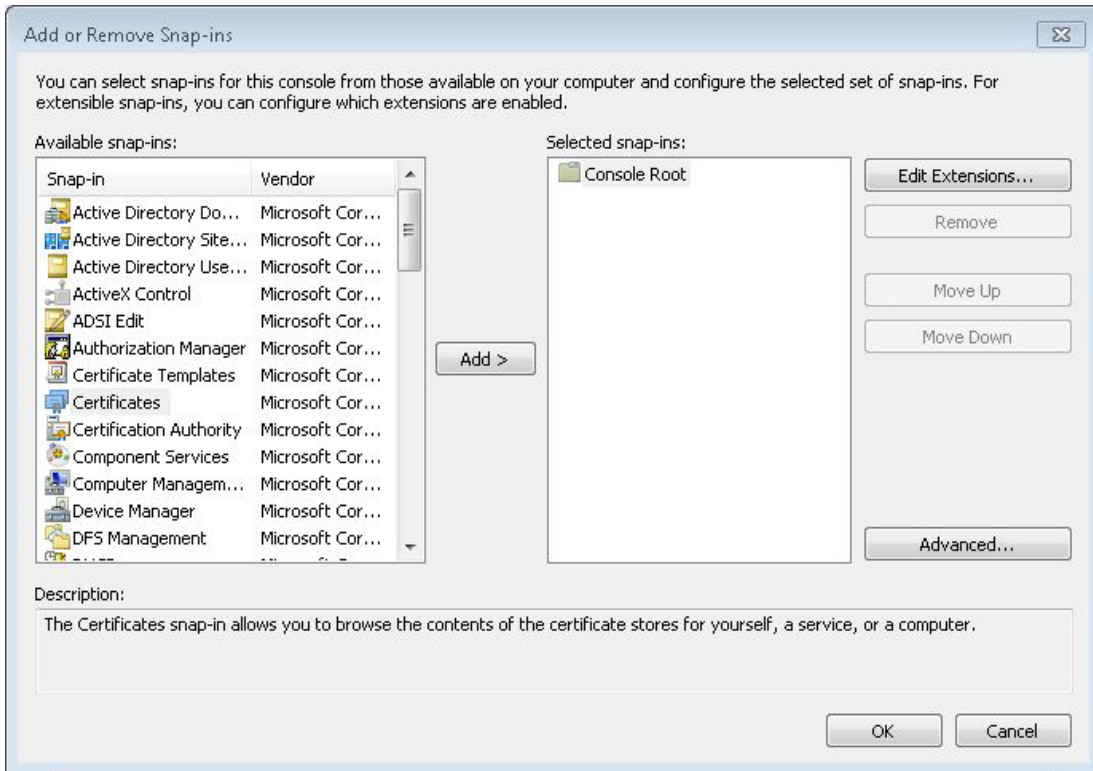 Add or Remove Snap-ins
You can select snap-ins for this console from those available on your computer and configure the selected set of snap-ins. For
extensible snap-ins, you can configure which extensions are enabled.
Available snap-ins:
Selected snap-ins:
Snap-in Vendor
Active Directory Do... Microsoft Cor...
Active Directory Site... Microsoft Cor...
Active Directory Use... Microsoft Cor...
ActiveX Control Microsoft Cor...
ADSI Edit Microsoft Cor...
Authorization Manager Microsoft Cor...
Certificate Templates Microsoft Cor...
Certificates Microsoft Cor...
Certification Authority Microsoft Cor...
Component Services Microsoft Cor...
Computer Managem... Microsoft Cor...
Device Manager Microsoft Cor...
DFS Management Microsoft Cor...
Add >
Console Root
Edit Extensions...
Remove
Move Up
Move Down
Advanced...
Description:
The Certificates snap-in allows you to browse the contents of the certificate stores for yourself, a service, or a computer.
OK
Cancel